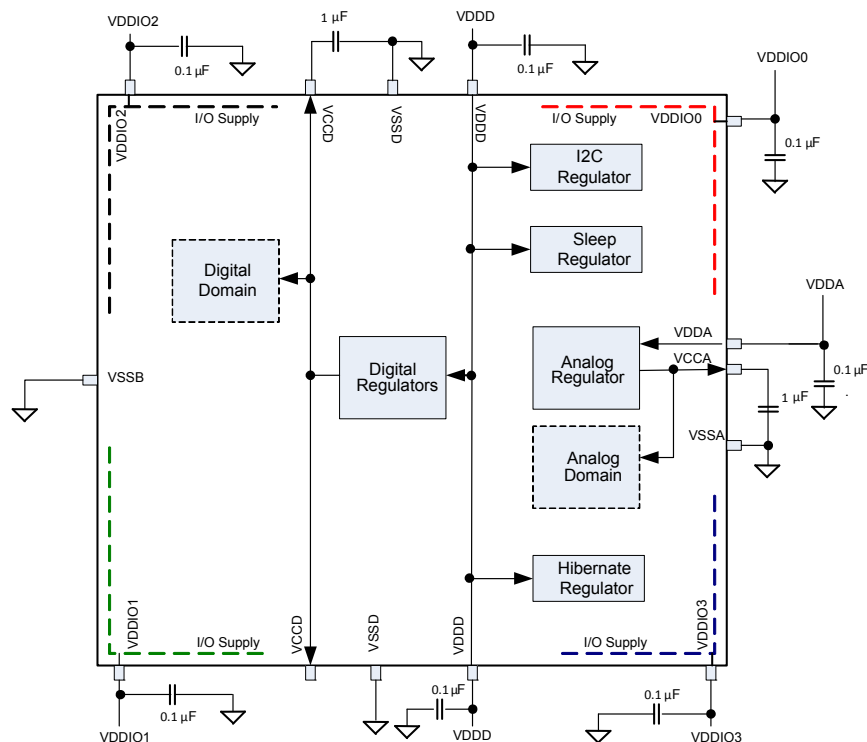 VDDIO2
1 µF
VDDD
0.1 µF
0.1 µF
VDDIO0
0.1 µF
I/O Supply
VDDIO2
VCCD
VSSD
VDDD
I/O Supply
VDDIO0
I2C
Regulator
Sleep
Regulator
Digital
Domain
VDDA
VDDA
VCCA
Digital
Regulators
Analog
Regulator
0.1 µF
.
1 µF
VSSB
VSSA
Analog
Domain
Hibernate
Regulator
VDDIO1
I/O Supply
VCCD
VSSD
VDDD
I/O Supply
VDDIO3
0.1 µF
0.1 µF
0.1 µF
VDDIO1
VDDD
VDDIO3